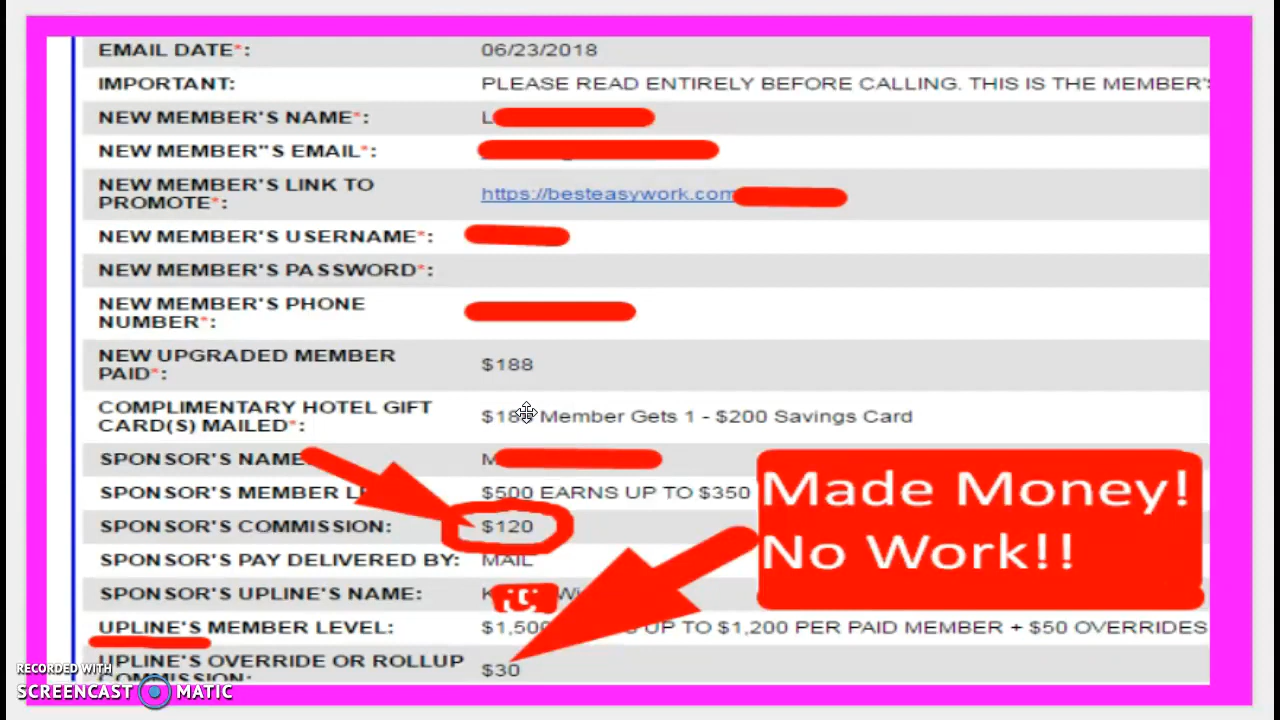 EMAIL DATE*: 06/23/2018
IMPORTANT: PLEASE READ ENTIRELY BEFORE CALLING. THIS IS THE MEMBER'S
NEW MEMBER'S NAME*: L
NEW MEMBER"S EMAIL*:
NEW MEMBER'S LINK TO
PROMOTE*: https://besteasywork.com
NEW MEMBER'S USERNAME*:
NEW MEMBER'S PASSWORD*:
NEW MEMBER'S PHONE
NUMBER*:
NEW UPGRADED MEMBER
PAID*: $188
COMPLIMENTARY HOTEL GIFT
CARD(S) MAILED*: $188 Member Gets 1 - $200 Savings Card
SPONSOR'S NAME M
SPONSOR'S MEMBER $500 EARNS UP TO $350
SPONSOR'S COMMISSION: $120
SPONSOR'S PAY DELIVERED BY: MAIL
SPONSOR'S UPLINE'S NAME: K
UPLINE'S MEMBER LEVEL: $1,500 UP TO $1,200 PER PAID MEMBER + $50 OVERRIDES
UPLINE'S OVERRIDE OR ROLLUP
COMMISSION: $30
Made Money!
No Work!!
RECORDED WITH
SCREENCAST MATIC